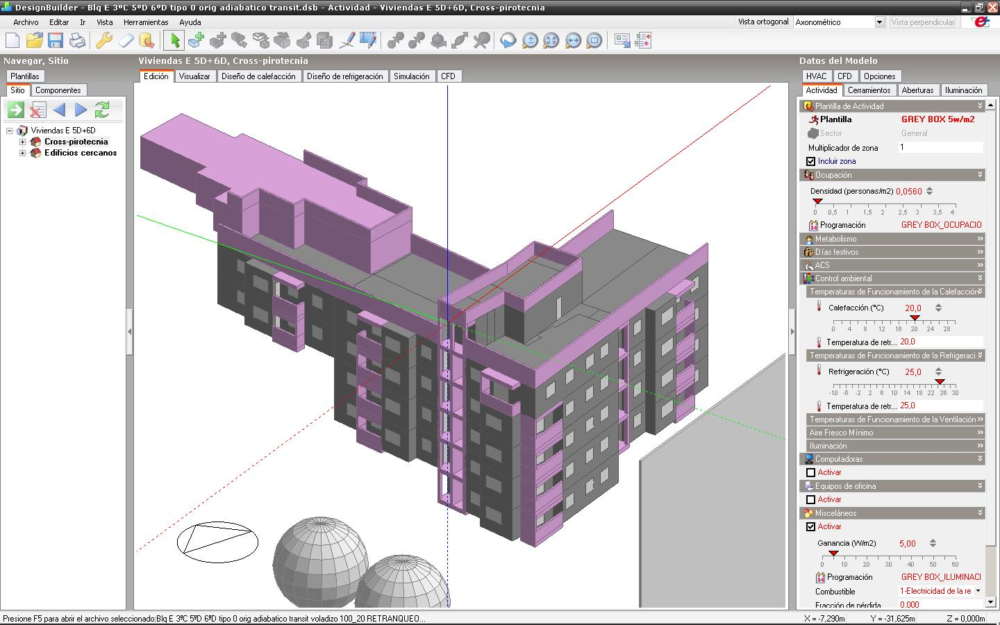 DesignBuilder - Blq E 3ºC 5ºD 6ºD tipo 0 orig adiabatico transit.dsb - Actividad - Viviendas E 5D+6D, Cross-pirotecnia
Archivo Editar Ir Vista Herramientas Ayuda
Vista ortogonal Axonométrico Vista perpendicular
Navegar, Sitio
Plantillas
Sitio Componentes
Viviendas E 5D+6D
Cross-pirotecnia
Edificios cercanos
Viviendas E 5D+6D, Cross-pirotecnia
Edición Visualizar Diseño de calefacción Diseño de refrigeración Simulación CFD
Datos del Modelo
HVAC CFD Opciones
Actividad Cerramientos Aberturas Iluminación
Plantilla de Actividad
Plantilla GREY BOX 5w/m2
Sector General
Multiplicador de zona 1
Incluir zona
Ocupación
Densidad (personas/m2) 0,0560
0 0,5 1 1,5 2 2,5 3 3,5 4
Programación GREY BOX_OCUPACIO
Metabolismo
Días festivos
ACS
Control ambiental
Temperaturas de Funcionamiento de la Calefacción
Calefacción (°C) 20,0
0 4 8 12 16 20 24 28
Temperatura de retr... 20,0
Temperaturas de Funcionamiento de la Refrigeraci...
Refrigeración (°C) 25,0
-10 -6 -2 2 6 10 14 18 22 26 30
Temperatura de retr... 25,0
Temperaturas de Funcionamiento de la Ventilación
Aire Fresco Mínimo
Iluminación
Computadoras
Activar
Equipos de oficina
Activar
Misceláneos
Activar
Ganancia (W/m2) 5,00
0 10 20 30 40 50 60
Programación GREY BOX_ILUMINACI
Combustible 1-Electricidad de la re
Fracción de pérdida 0,000
Presione F5 para abrir el archivo seleccionado:Blq E 3ºC 5ºD 6ºD tipo 0 orig adiabatico transit voladizo 100_20 RETRANQUEO...
X = -7,290m Y = -31,625m Z = 0,000m